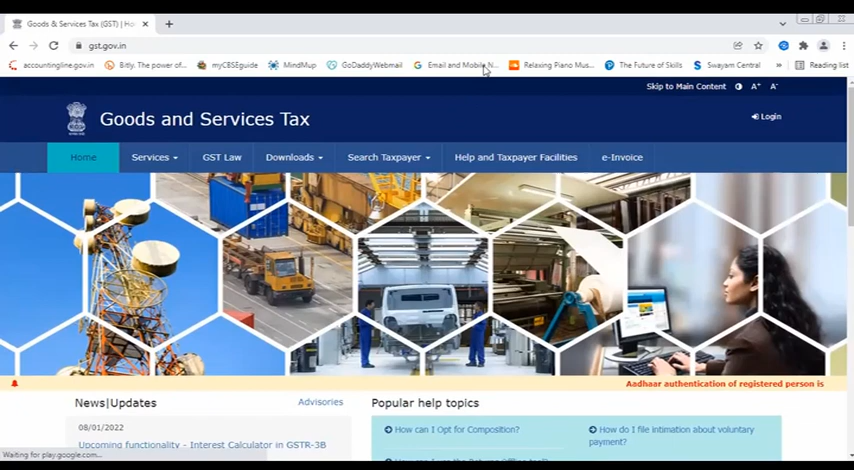 Goods & Services Tax (GST) | Ho
gst.gov.in
accountingline.gov.in Bitly. The power of... myCBSEguide MindMup GoDaddyWebmail Email and Mobile N... Relaxing Piano Mus... The Future of Skills Swayam Central » Reading list
Skip to Main Content A+ A-
Goods and Services Tax
Login
Home Services GST Law Downloads Search Taxpayer Help and Taxpayer Facilities e-Invoice
Aadhaar authentication of registered person is
News|Updates Advisories
Popular help topics
08/01/2022
Upcoming functionality - Interest Calculator in GSTR-3B
How can I Opt for Composition?
How do I file intimation about voluntary
payment?
Waiting for play.google.com...